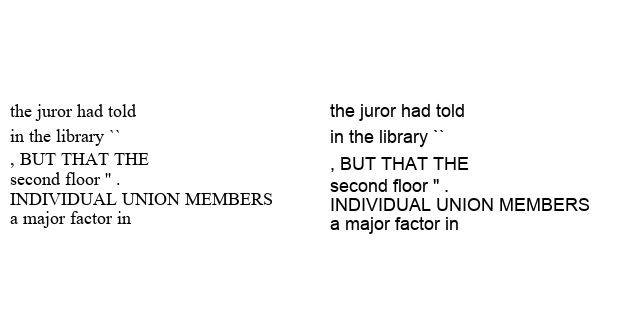 the juror had told
in the library ``
, BUT THAT THE
second floor " .
INDIVIDUAL UNION MEMBERS
a major factor in
the juror had told
in the library ``
, BUT THAT THE
second floor " .
INDIVIDUAL UNION MEMBERS
a major factor in